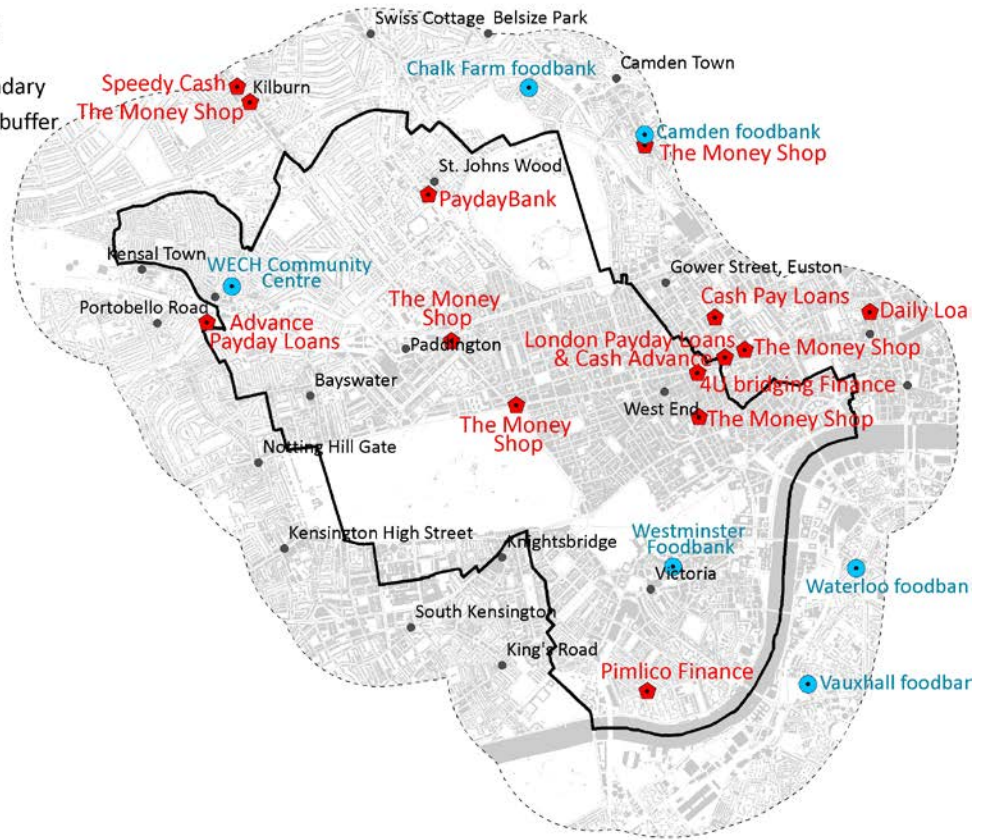 Swiss Cottage
Belsize Park
dary
buffer
Speedy Cash
Kilburn
The Money Shop
Chalk Farm foodbank
Camden Town
Camden foodbank
The Money Shop
St. Johns Wood
PaydayBank
Kensal Town
WECH Community
Centre
Portobello Road
Advance
Payday Loans
The Money
Shop
Paddington
Gower Street, Euston
Cash Pay Loans
Daily Loa
London Payday Loans
& Cash Advance
The Money Shop
4U bridging Finance
Bayswater
West End
The Money Shop
The Money
Shop
Notting Hill Gate
Kensington High Street
Knightsbridge
Westminster
Foodbank
Victoria
Waterloo foodban
South Kensington
King's Road
Pimlico Finance
Vauxhall foodbar